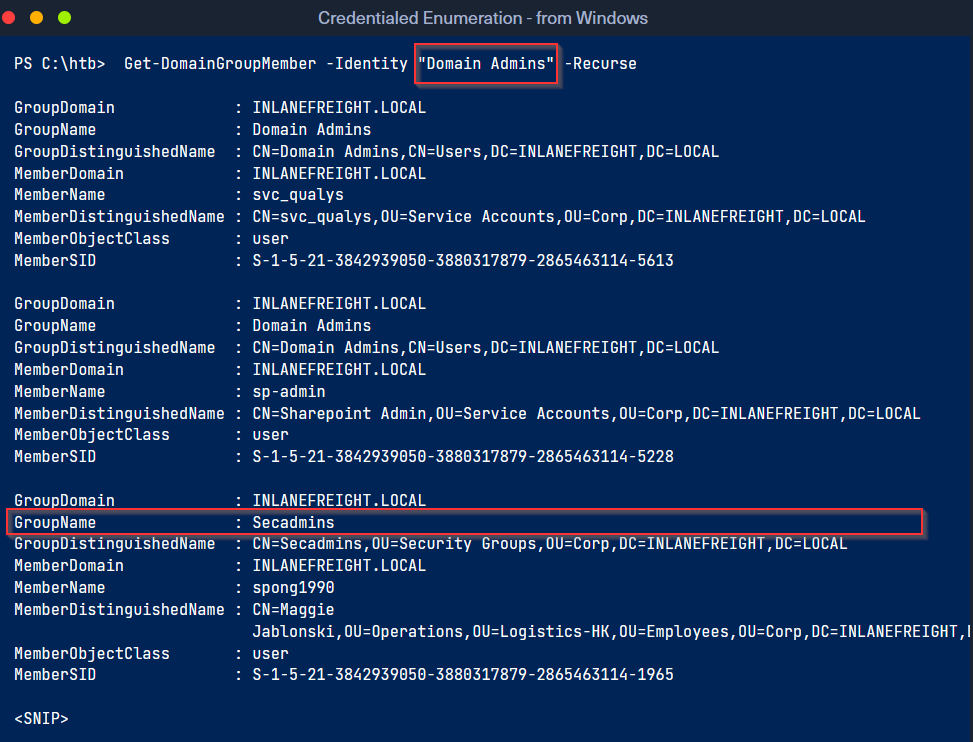 Credentialed Enumeration - from Windows
PS C:\htb>  Get-DomainGroupMember -Identity "Domain Admins" -Recurse
GroupDomain             : INLANEFREIGHT.LOCAL
GroupName               : Domain Admins
GroupDistinguishedName  : CN=Domain Admins,CN=Users,DC=INLANEFREIGHT,DC=LOCAL
MemberDomain            : INLANEFREIGHT.LOCAL
MemberName              : svc_qualys
MemberDistinguishedName : CN=svc_qualys,OU=Service Accounts,OU=Corp,DC=INLANEFREIGHT,DC=LOCAL
MemberObjectClass       : user
MemberSID               : S-1-5-21-3842939050-3880317879-2865463114-5613
GroupDomain             : INLANEFREIGHT.LOCAL
GroupName               : Domain Admins
GroupDistinguishedName  : CN=Domain Admins,CN=Users,DC=INLANEFREIGHT,DC=LOCAL
MemberDomain            : INLANEFREIGHT.LOCAL
MemberName              : sp-admin
MemberDistinguishedName : CN=Sharepoint Admin,OU=Service Accounts,OU=Corp,DC=INLANEFREIGHT,DC=LOCAL
MemberObjectClass       : user
MemberSID               : S-1-5-21-3842939050-3880317879-2865463114-5228
GroupDomain             : INLANEFREIGHT.LOCAL
GroupName               : Secadmins
GroupDistinguishedName  : CN=Secadmins,OU=Security Groups,OU=Corp,DC=INLANEFREIGHT,DC=LOCAL
MemberDomain            : INLANEFREIGHT.LOCAL
MemberName              : spong1990
MemberDistinguishedName : CN=Maggie
                          Jablonski,OU=Operations,OU=Logistics-HK,OU=Employees,OU=Corp,DC=INLANEFREIGHT,
MemberObjectClass       : user
MemberSID               : S-1-5-21-3842939050-3880317879-2865463114-1965
<SNIP>